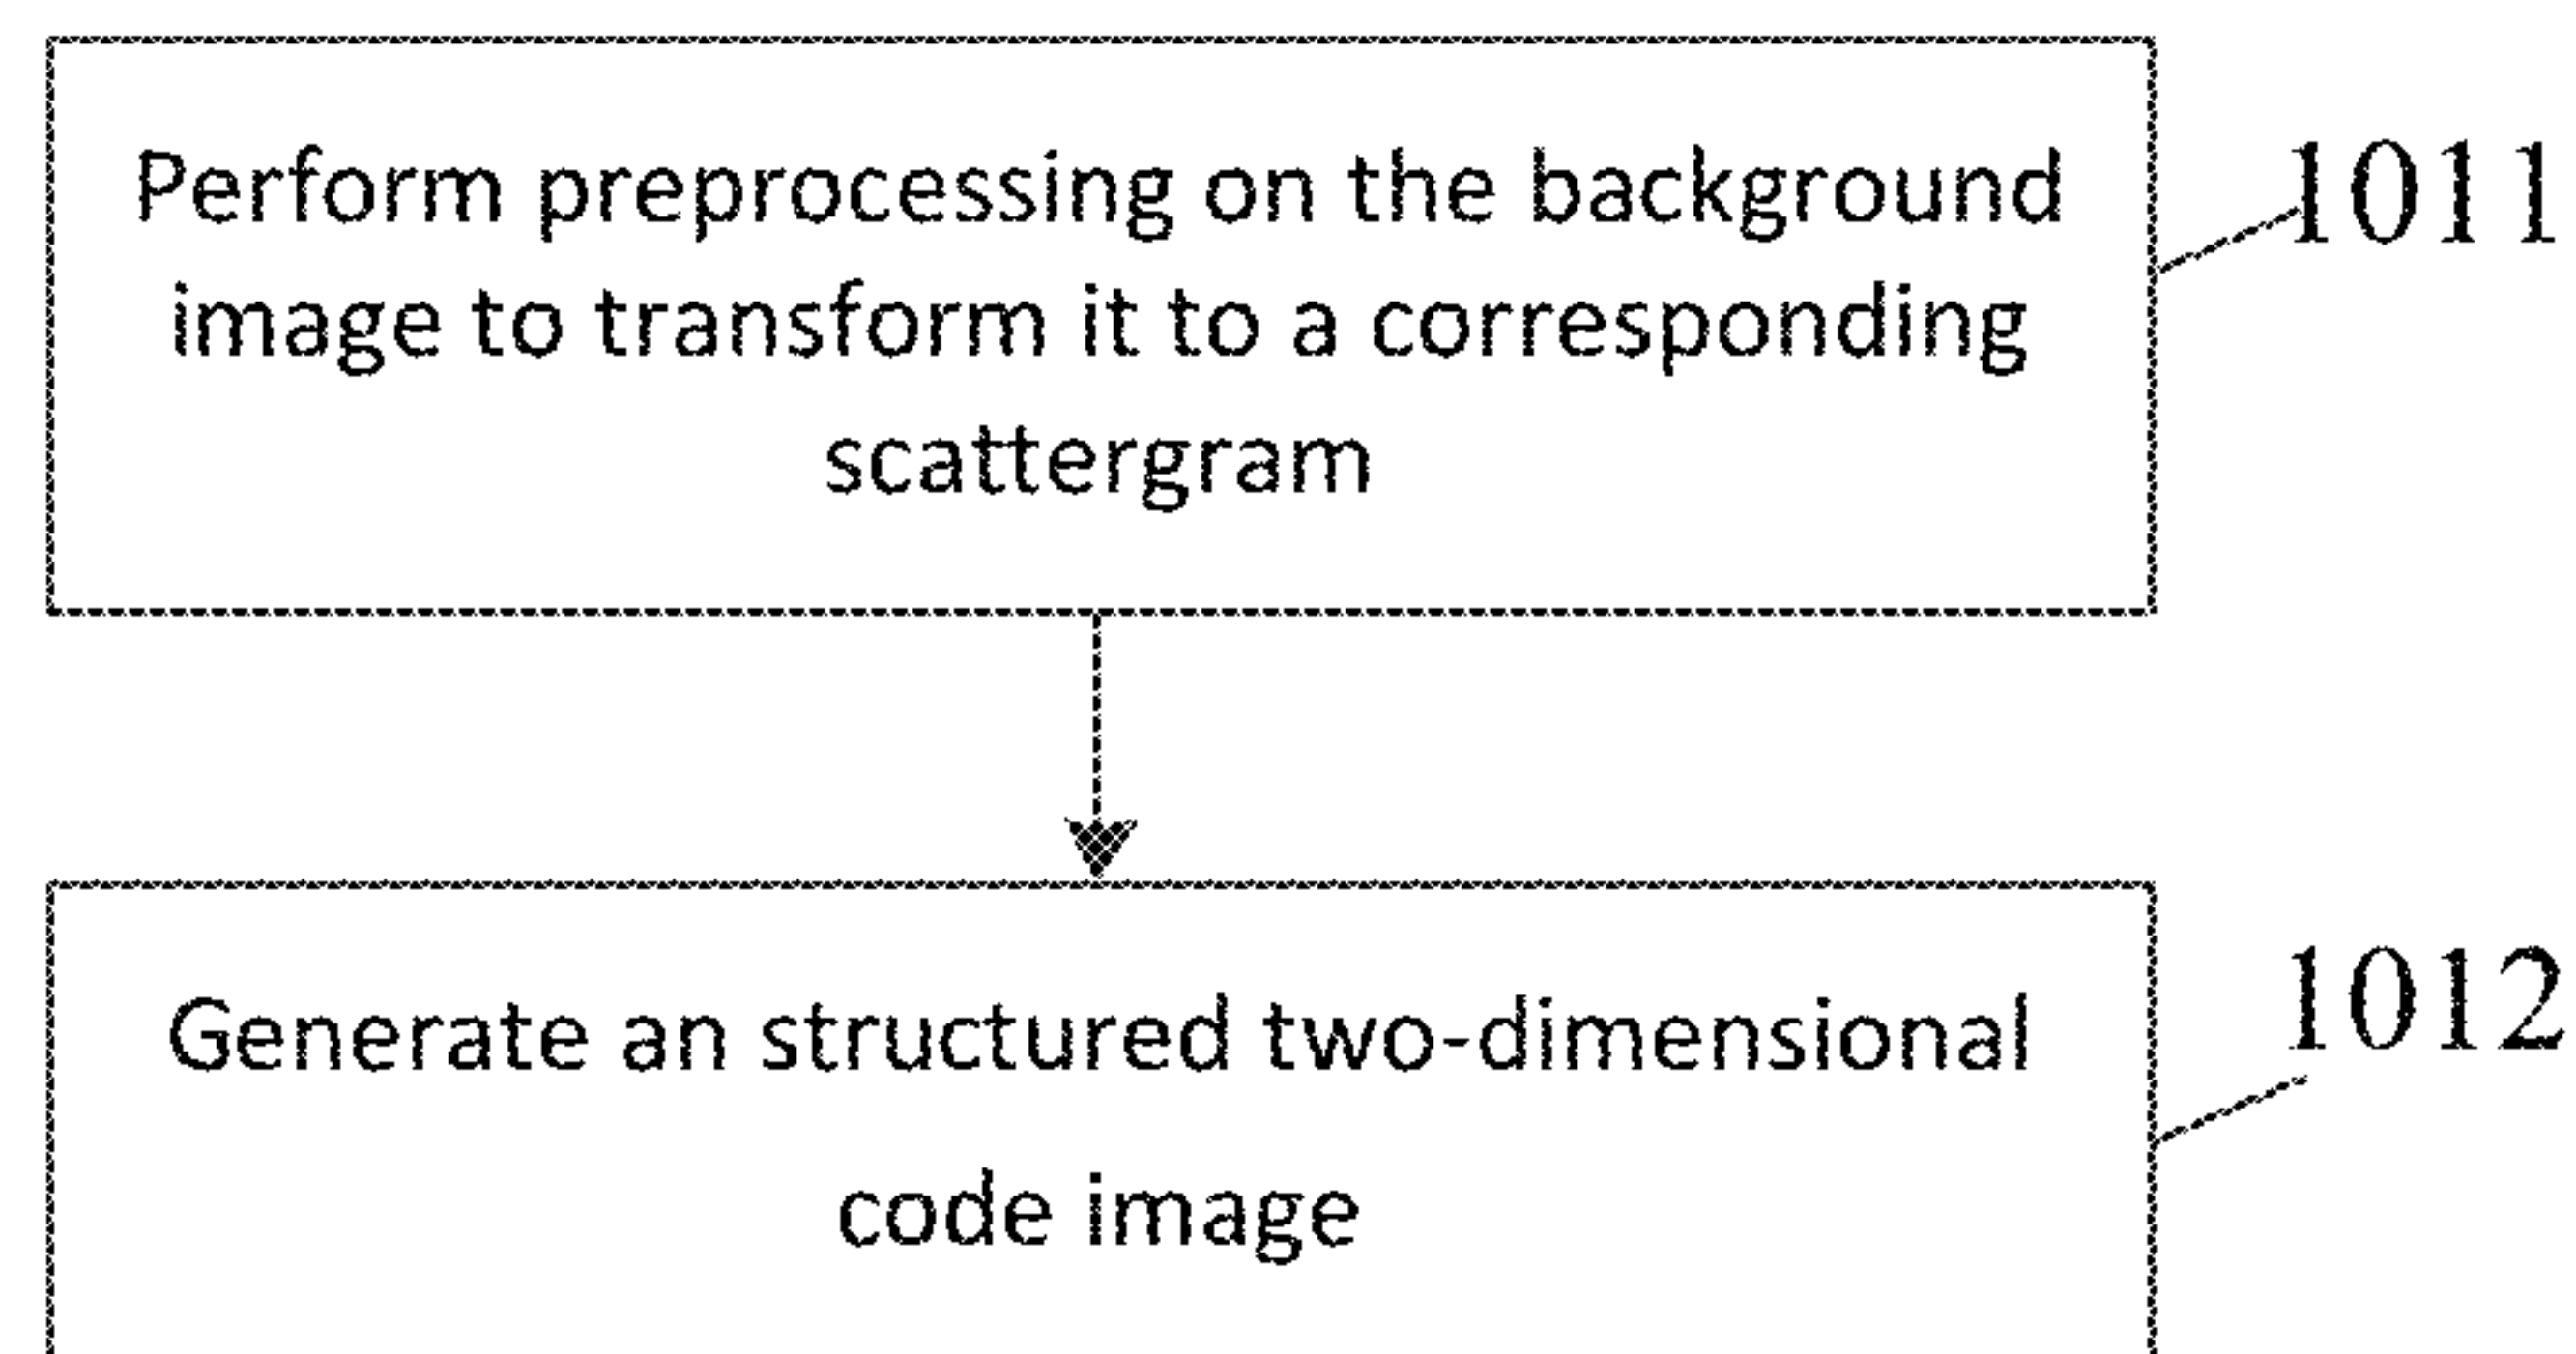 Perform preprocessing on the background
1011
image to transform it to a corresponding
scattergram
Generate an structured two-dimensional
1012
code image